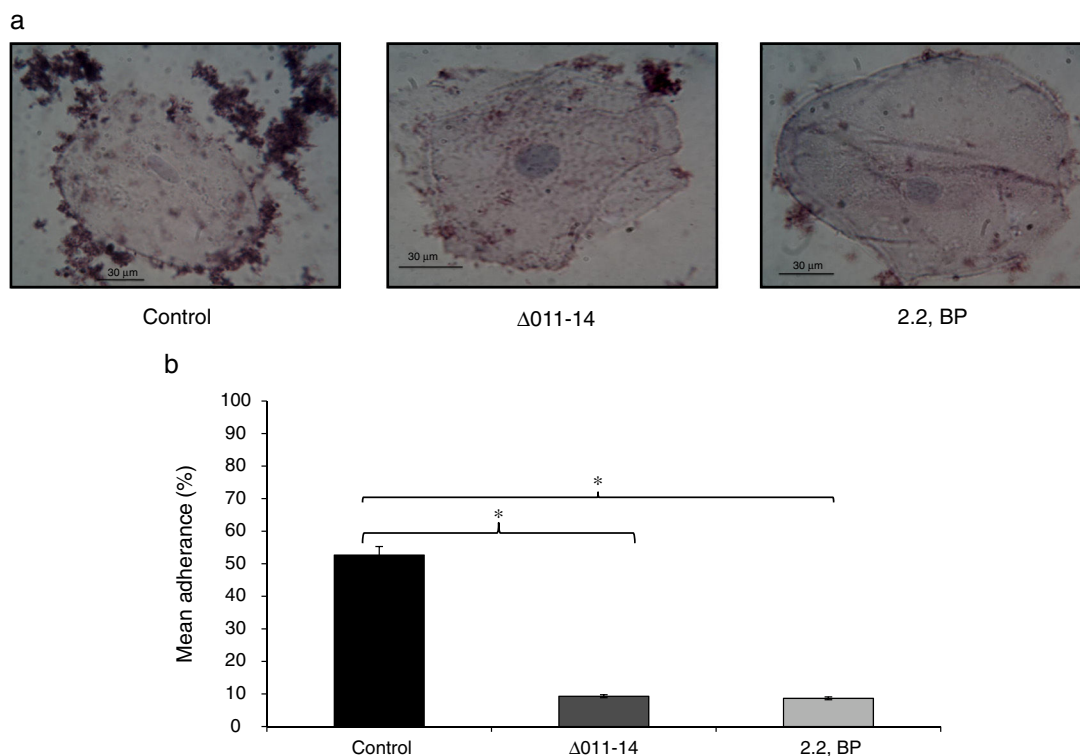 a
30 µm
30 µm
30 µm
Control
Δ011-14
2.2, BP
b
Mean adherance (%)
100
90
80
70
60
50
40
30
20
10
0
*
*
Control
Δ011-14
2.2, BP